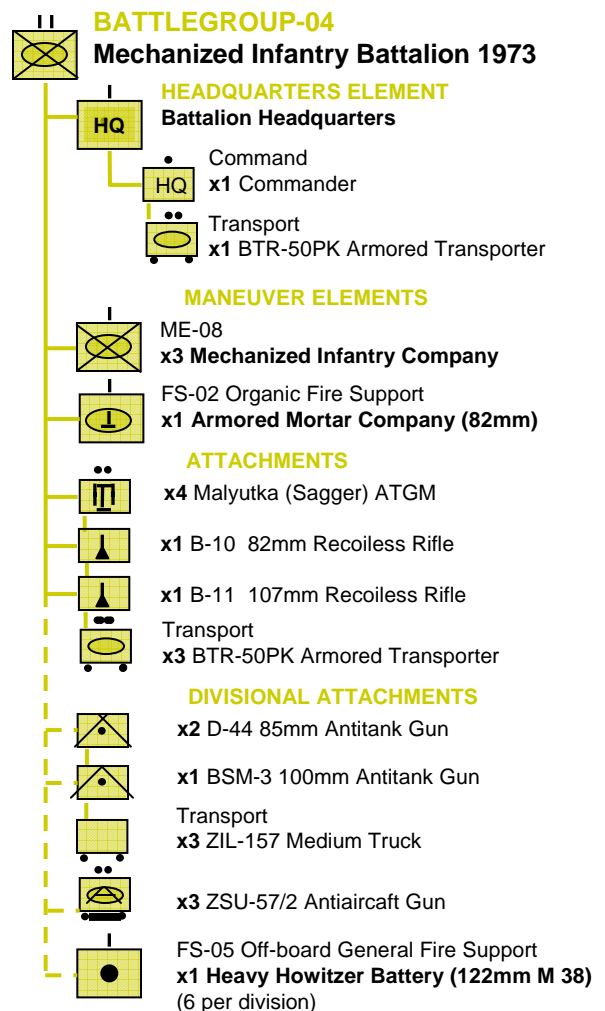 BATTLEGROUP-04
Mechanized Infantry Battalion 1973
HEADQUARTERS ELEMENT
HQ
Battalion Headquarters
Command
HQ
x1 Commander
Transport
x1 BTR-50PK Armored Transporter
MANEUVER ELEMENTS
ME-08
x3 Mechanized Infantry Company
FS-02 Organic Fire Support
x1 Armored Mortar Company (82mm)
ATTACHMENTS
x4 Malyutka (Sagger) ATGM
x1 B-10 82mm Recoiless Rifle
x1 B-11 107mm Recoiless Rifle
Transport
x3 BTR-50PK Armored Transporter
DIVISIONAL ATTACHMENTS
x2 D-44 85mm Antitank Gun
x1 BSM-3 100mm Antitank Gun
Transport
x3 ZIL-157 Medium Truck
x3 ZSU-57/2 Antiaircaft Gun
FS-05 Off-board General Fire Support
x1 Heavy Howitzer Battery (122mm M 38)
(6 per division)